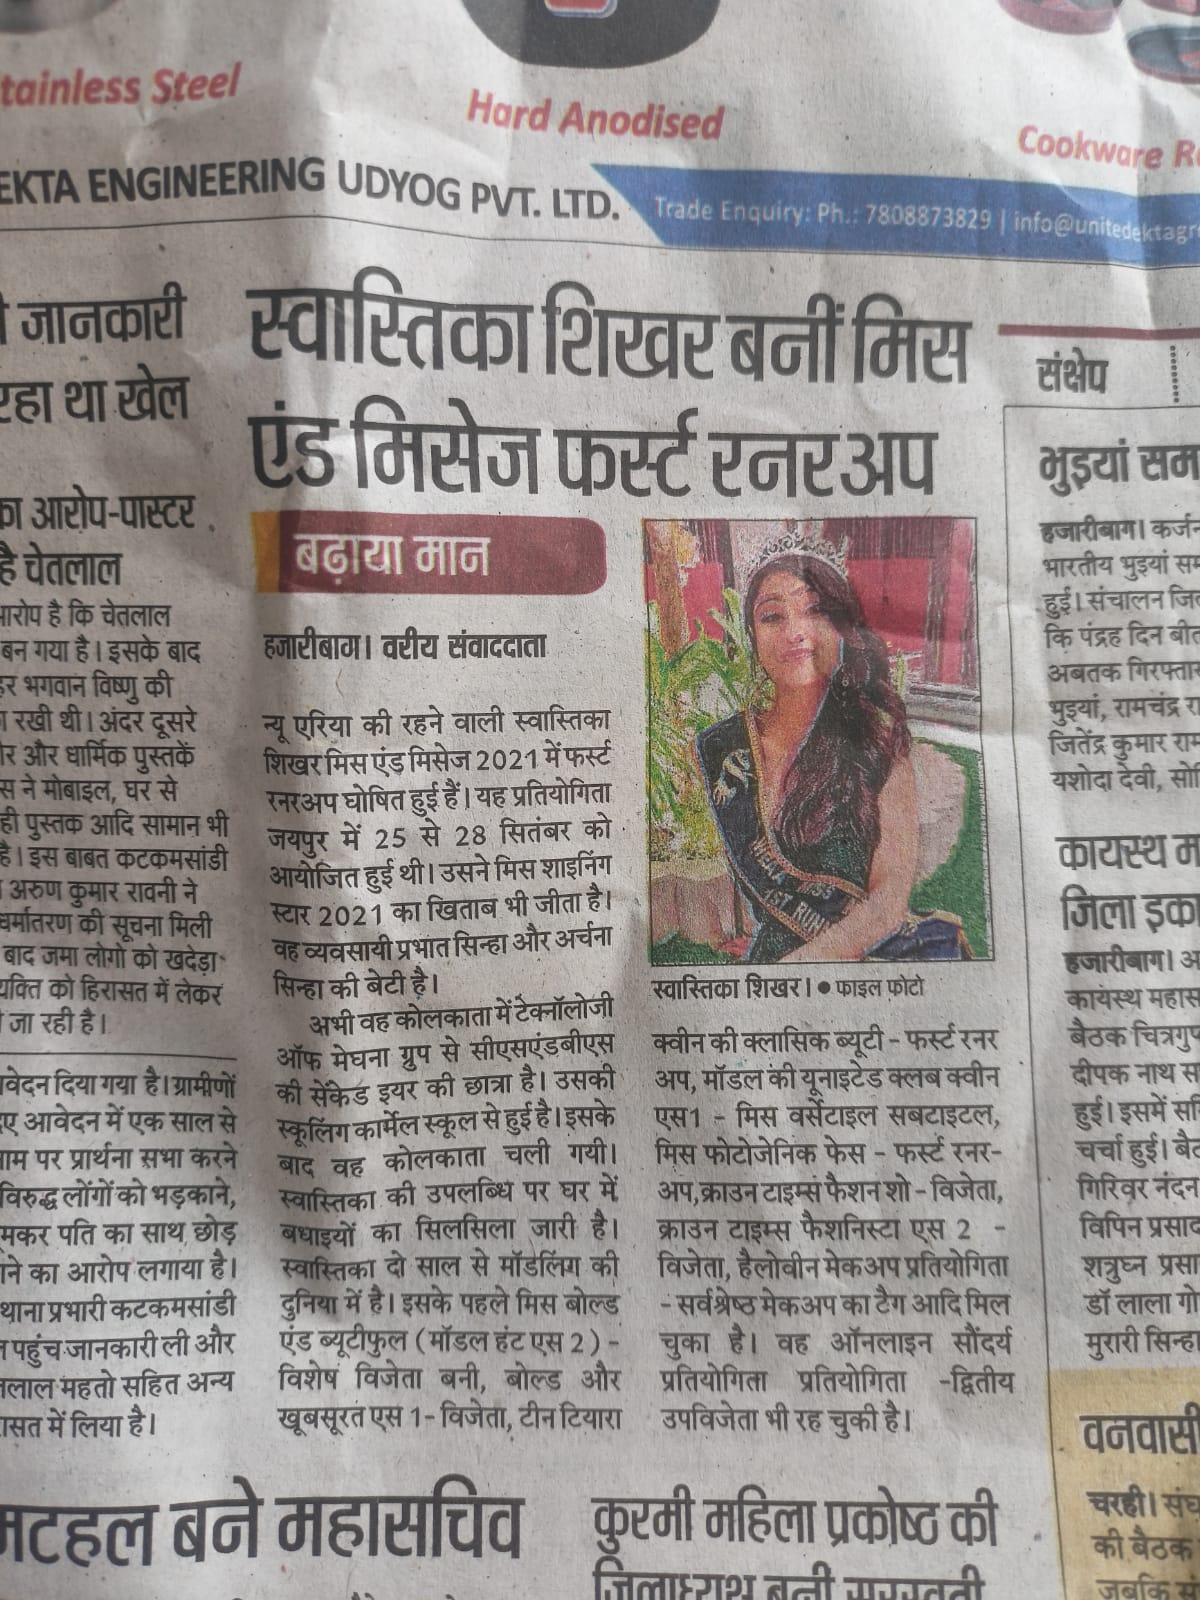 tainless Steel
Hard Anodised
Cookware
EKTA ENGINEERING UDYOG PVT. LTD.
Trade Enquiry: Ph.: 7808873829 | info@unitedektagr
जानकारी
रहा था खेल
का आरोप-पास्टर
है चेतलाल
आरोप है कि चेतलाल
बन गया है। इसके बाद
भगवान विष्णु की
रखी थी। अंदर दूसरे
और धार्मिक पुस्तकें
स ने मोबाइल, घर से
ही पुस्तक आदि सामान भी
है। इस बाबत कटकमसांडी
अरुण कुमार रावनी ने
धर्मांतरण की सूचना मिली
बाद जमा लोगो को खदेड़ा
यक्ति को हिरासत में लेकर
जा रही है।
वेदन दिया गया है। ग्रामीणों
ए आवेदन में एक साल से
ाम पर प्रार्थना सभा करने
विरुद्ध लोंगों को भड़काने,
मकर पति का साथ छोड़
ने का आरोप लगाया है।
थाना प्रभारी कटकमसांडी
पहुंच जानकारी ली और
लाल महतो सहित अन्य
ासत में लिया है।
स्वास्तिका शिखर बनीं मिस
एंड मिसेज फर्स्ट रनरअप
बढ़ाया मान
हजारीबाग। वरीय संवाददाता
न्यू एरिया की रहने वाली स्वास्तिका
शिखर मिस एंड मिसेज 2021 में फर्स्ट
रनरअप घोषित हुई हैं। यह प्रतियोगिता
जयपुर में 25 से 28 सितंबर को
आयोजित हुई थी। उसने मिस शाइनिंग
स्टार 2021 का खिताब भी जीता है।
वह व्यवसायी प्रभात सिन्हा और अर्चना
सिन्हा की बेटी है।
अभी वह कोलकाता में टेक्नॉलोजी
ऑफ मेघना ग्रुप से सीएसएंडबीएस
की सेंकेड इयर की छात्रा है। उसकी
स्कूलिंग कार्मेल स्कूल से हुई है। इसके
बाद वह कोलकाता चली गयी।
स्वास्तिका की उपलब्धि पर घर में
बधाइयों का सिलसिला जारी है।
स्वास्तिका दो साल से मॉडलिंग की
दुनिया में है। इसके पहले मिस बोल्ड
एंड ब्यूटीफुल (मॉडल हंट एस 2) -
विशेष विजेता बनी, बोल्ड और
खूबसूरत एस 1- विजेता, टीन टियारा
1ST RUNN
स्वास्तिका शिखर। ● फाइल फोटो
क्वीन की क्लासिक ब्यूटी - फर्स्ट रनर
अप, मॉडल की यूनाइटेड क्लब क्वीन
एस1 - मिस वर्सेटाइल सबटाइटल,
मिस फोटोजेनिक फेस - फर्स्ट रनर-
अप,क्राउन टाइम्स फैशन शो - विजेता,
क्राउन टाइम्स फैशनिस्टा एस 2 -
विजेता, हैलोवीन मेकअप प्रतियोगिता
- सर्वश्रेष्ठ मेकअप का टैग आदि मिल
चुका है। वह ऑनलाइन सौंदर्य
प्रतियोगिता प्रतियोगिता -द्वितीय
उपविजेता भी रह चुकी है।
संक्षेप
भुइयां सम
हजारीबाग। कर्जन
भारतीय भुइयां सम
हुई। संचालन जित
कि पंद्रह दिन बीत
अबतक गिरफ्तार
भुइयां, रामचंद्र रा
जितेंद्र कुमार राम
यशोदा देवी, सोि
कायस्थ म
जिला इक
हजारीबाग। अ
कायस्थ महास
बैठक चित्रगुप
दीपक नाथ स
हुई। इसमें सि
चर्चा हुई। बैठ
गिरिवर नंदन
विपिन प्रसाद
शत्रुघ्न प्रसा
डॉ लाला गो
मुरारी सिन्हा
वनवासी
चरही। संघ
की बैठक
जबकि सं
मटहल बने महासचिव
कुरमी महिला प्रकोष्ठ की
जिलाध्यक्ष बनी सरस्वती